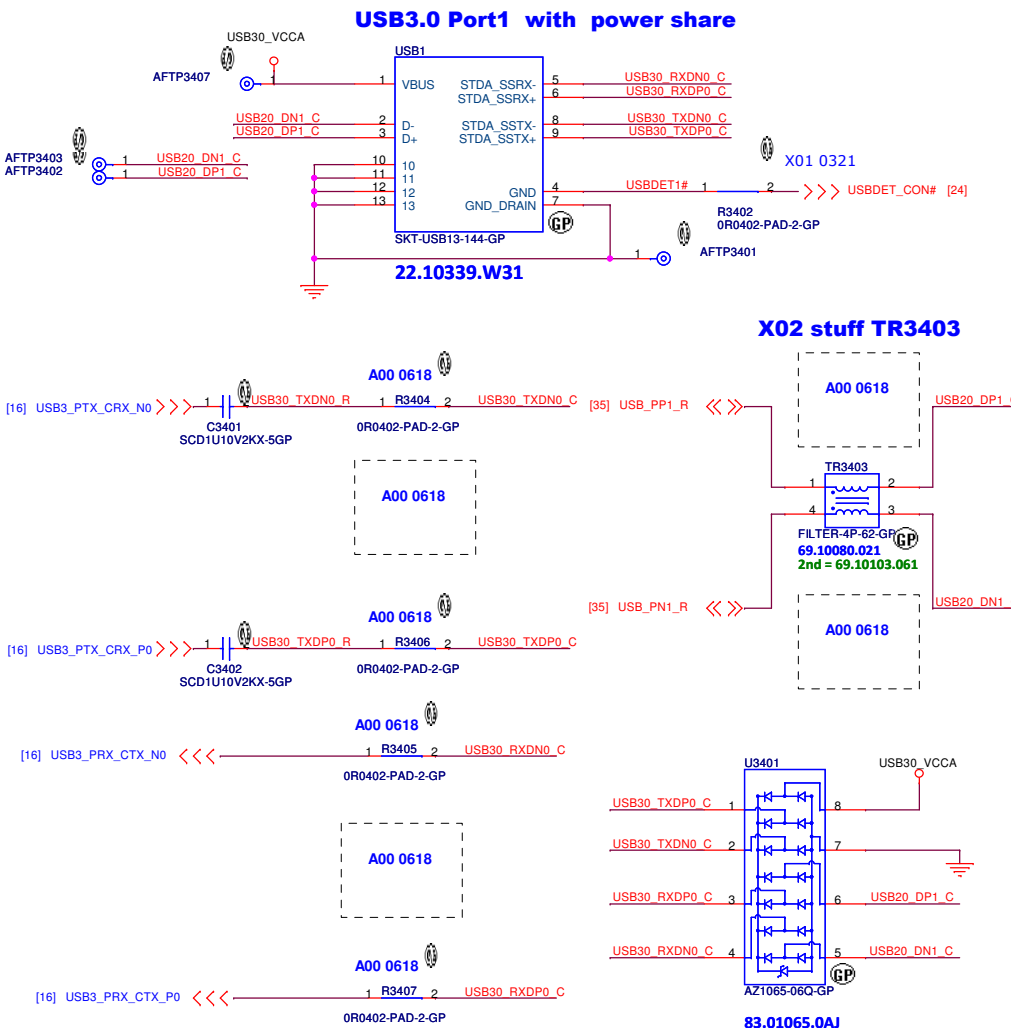 USB3.0 Port1 with power share
USB30_VCCA
AFTP3407
1
USB1
1 VBUS
STDA_SSRX- 5 USB30_RXDN0_C
STDA_SSRX+ 6 USB30_RXDP0_C
USB20_DN1_C 2 D-
USB20_DP1_C 3 D+
STDA_SSTX- 8 USB30_TXDN0_C
STDA_SSTX+ 9 USB30_TXDP0_C
AFTP3403 1 USB20_DN1_C
AFTP3402 1 USB20_DP1_C
10 10
11 11
12 12
13 13
GND 4 USBDET1# 1 2 USBDET_CON# [24]
GND_DRAIN 7
X01 0321
R3402
0R0402-PAD-2-GP
SKT-USB13-144-GP
GP
22.10339.W31
1 AFTP3401
X02 stuff TR3403
A00 0618
[16] USB3_PTX_CRX_N0 1 USB30_TXDN0_R 1 R3404 2 USB30_TXDN0_C
C3401
SCD1U10V2KX-5GP
0R0402-PAD-2-GP
A00 0618
[35] USB_PP1_R
A00 0618
USB20_DP1_C
TR3403
1 2
4 3
FILTER-4P-62-GP
GP
69.10080.021
2nd = 69.10103.061
[35] USB_PN1_R
USB20_DN1_
A00 0618
A00 0618
[16] USB3_PTX_CRX_P0 1 USB30_TXDP0_R 1 R3406 2 USB30_TXDP0_C
C3402
SCD1U10V2KX-5GP
0R0402-PAD-2-GP
A00 0618
[16] USB3_PRX_CTX_N0 1 R3405 2 USB30_RXDN0_C
0R0402-PAD-2-GP
A00 0618
A00 0618
[16] USB3_PRX_CTX_P0 1 R3407 2 USB30_RXDP0_C
0R0402-PAD-2-GP
U3401
USB30_VCCA
USB30_TXDP0_C 1 8
USB30_TXDN0_C 2 7
USB30_RXDP0_C 3 6 USB20_DP1_C
USB30_RXDN0_C 4 5 USB20_DN1_C
GP
AZ1065-06Q-GP
83.01065.0AJ